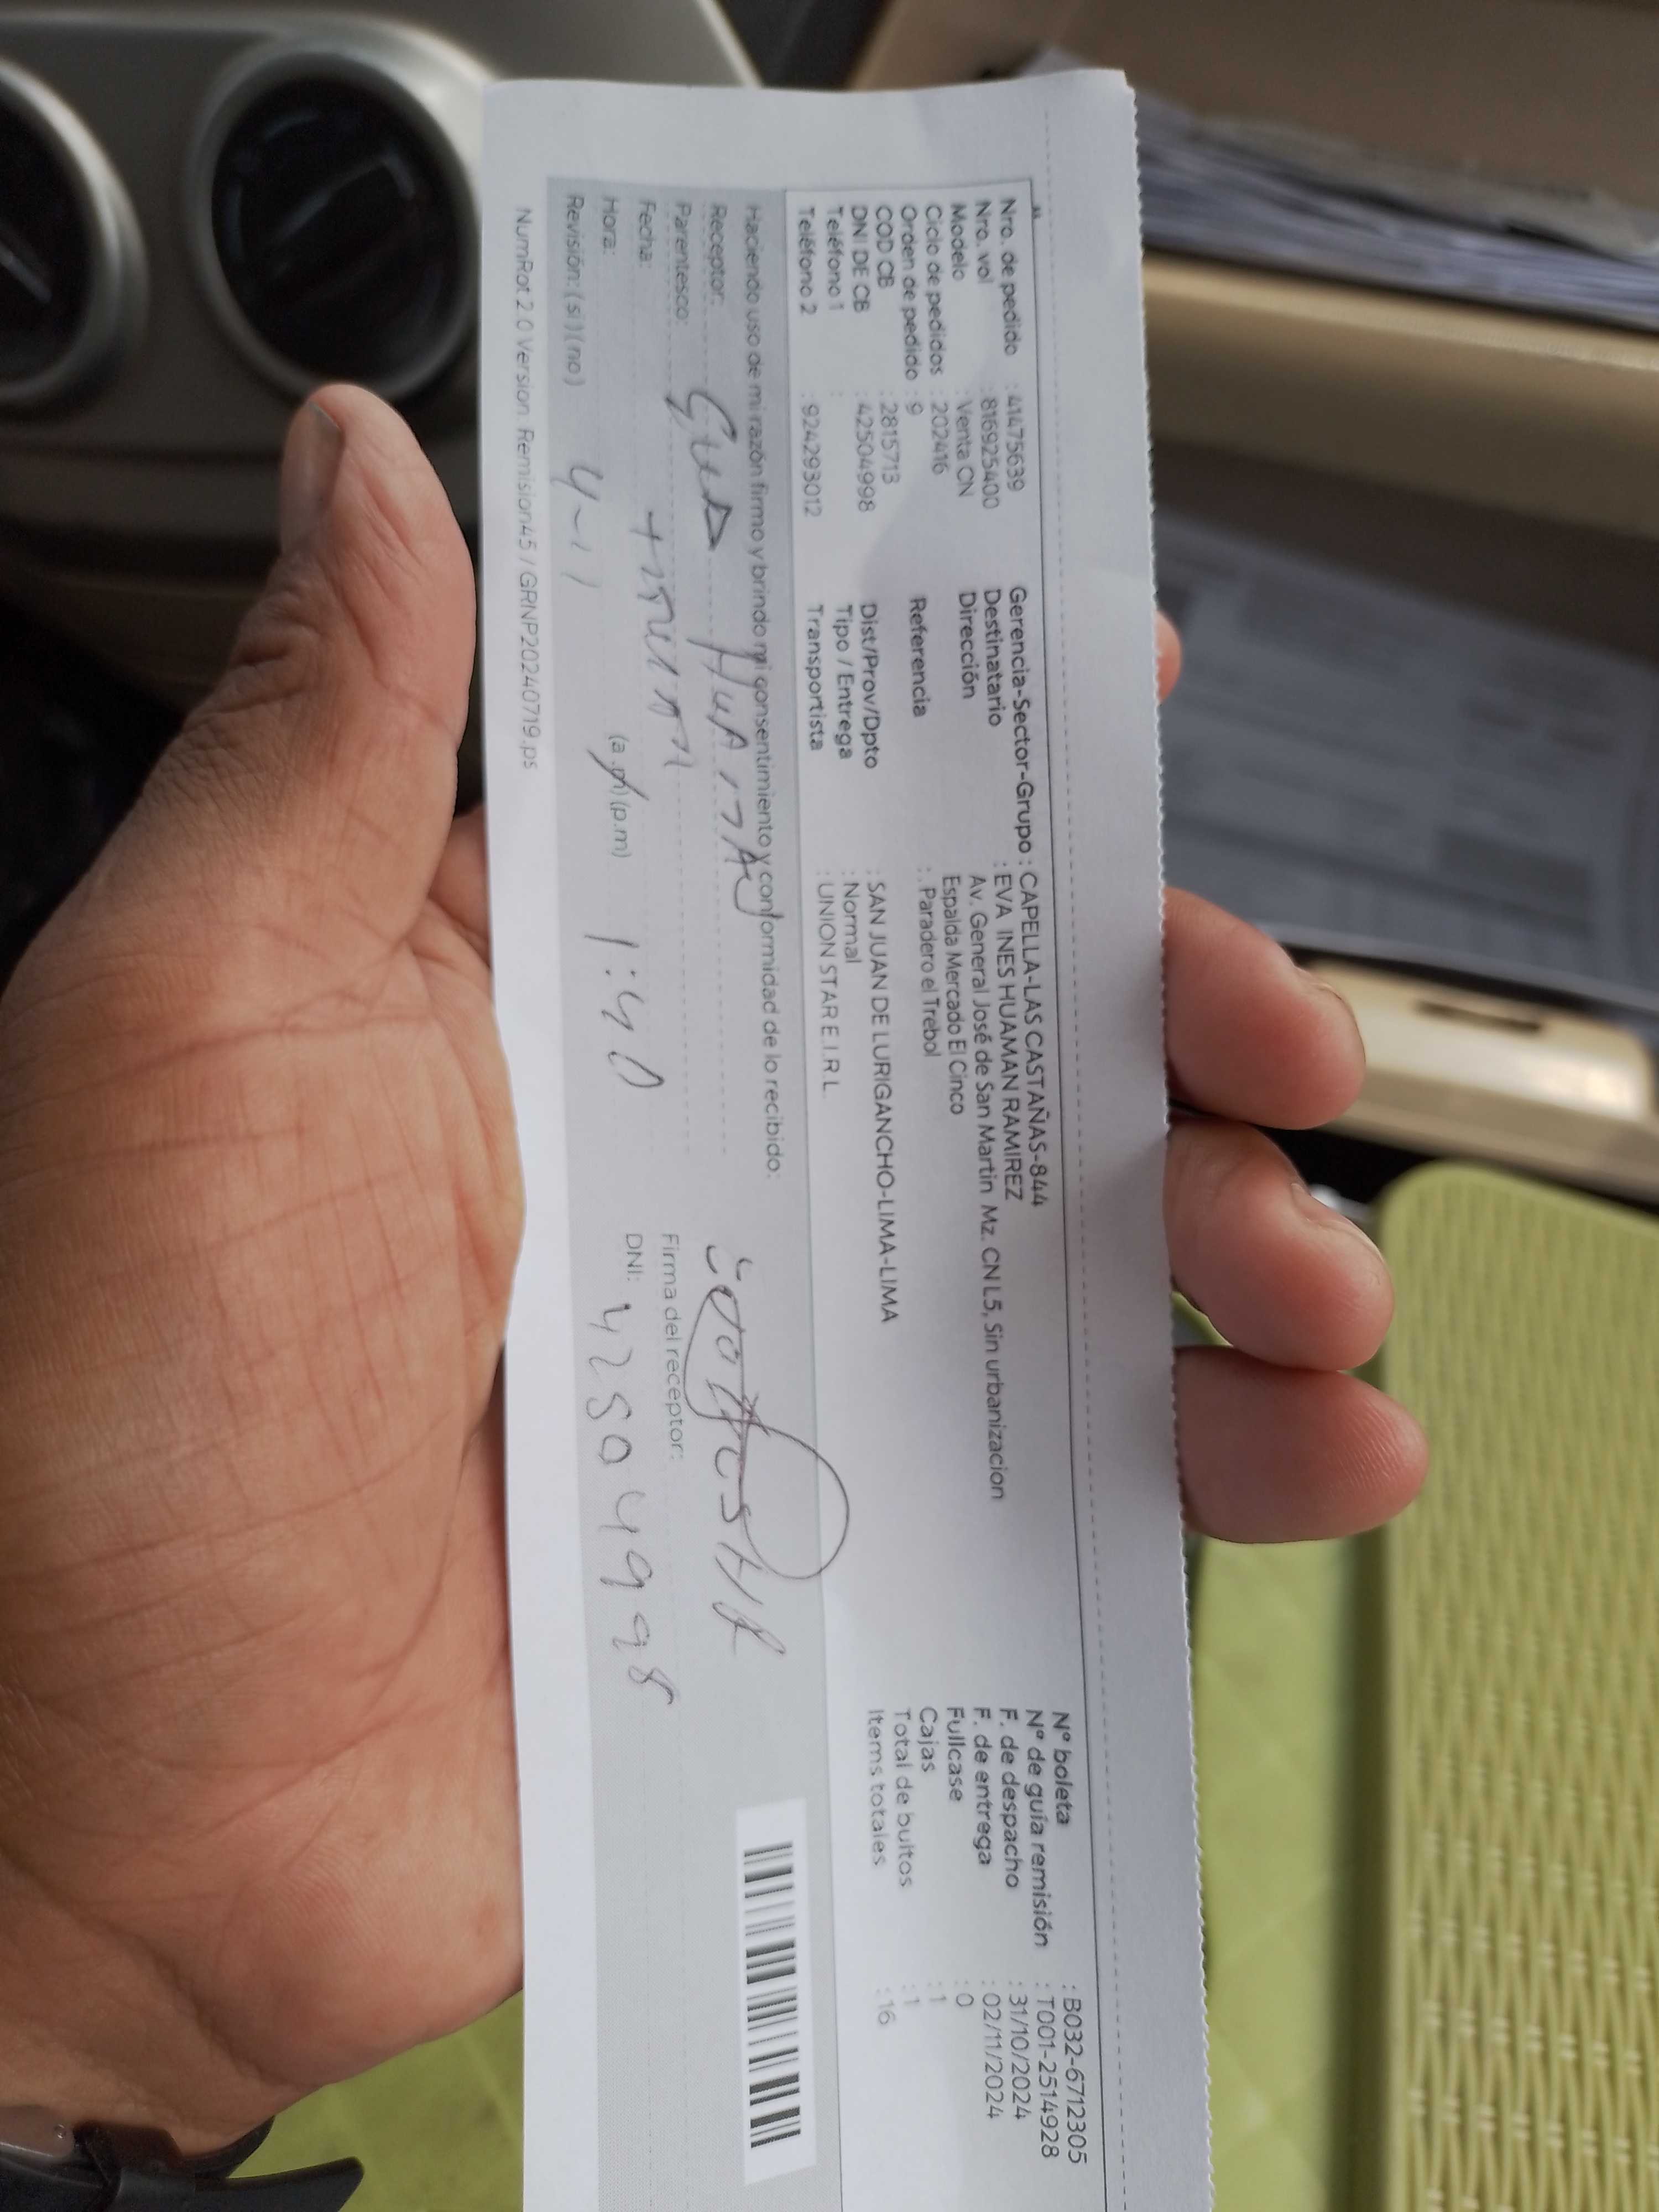 Nro. de pedido : 41475639
Nro. vol : 816925400
Modelo : Venta CN
Ciclo de pedidos : 202416
Orden de pedido : 9
COD CB : 2815713
DNI DE CB : 42504998
Teléfono 1 :
Teléfono 2 : 924293012
Gerencia-Sector-Grupo : CAPELLA-LAS CASTAÑAS-844
Destinatario : EVA INES HUAMAN RAMIREZ
Dirección Av. General José de San Martin Mz. CN L5, Sin urbanizacion
Espalda Mercado El Cinco
Referencia : . Paradero el Trebol
Dist/Prov/Dpto : SAN JUAN DE LURIGANCHO-LIMA-LIMA
Tipo / Entrega : Normal
Transportista : UNION STAR E.I.R.L.
N° boleta : B032-6712305
N° de guía remisión : T001-2514928
F. de despacho : 31/10/2024
F. de entrega : 02/11/2024
Fullcase : 0
Cajas : 1
Total de bultos : 1
Items totales : 16
Haciendo uso de mi razón firmo y brindo mi consentimiento y conformidad de lo recibido:
Receptor:
Parentesco:
Fecha:
Hora: (a.m) (p.m) 1:40
Revisión: (si) (no) 4-11
Firma del receptor:
DNI: 42504998
NumRot 2.0 Version. Remision45 / GRNP20240719.ps